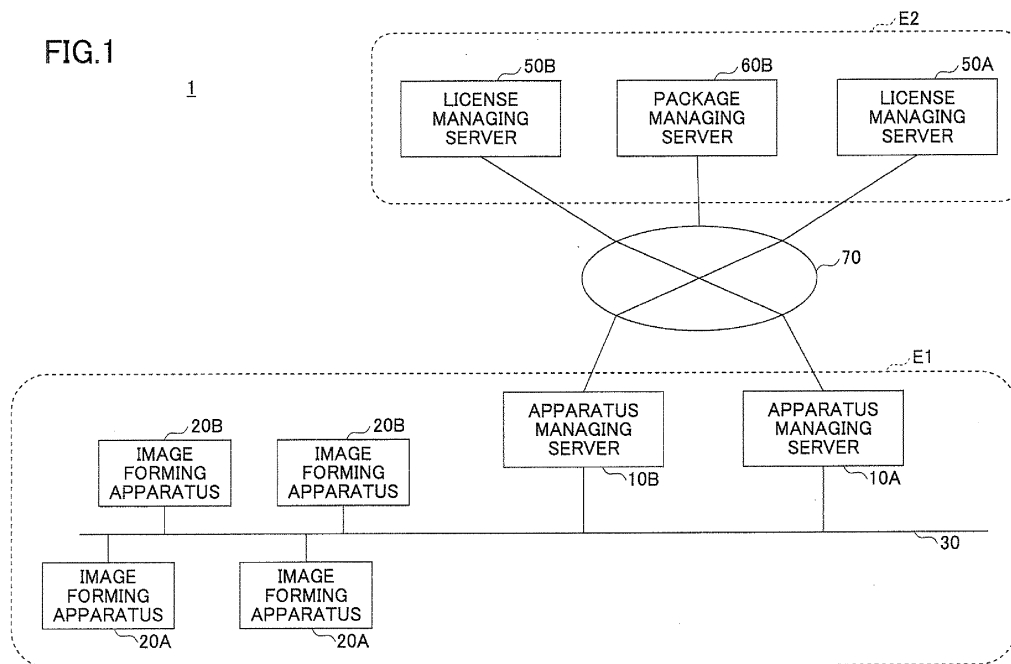 FIG.1
1
E2
50B
LICENSE
MANAGING
SERVER
60B
PACKAGE
MANAGING
SERVER
50A
LICENSE
MANAGING
SERVER
70
E1
APPARATUS
MANAGING
SERVER
10B
APPARATUS
MANAGING
SERVER
10A
20B
IMAGE
FORMING
APPARATUS
20B
IMAGE
FORMING
APPARATUS
30
IMAGE
FORMING
APPARATUS
20A
IMAGE
FORMING
APPARATUS
20A